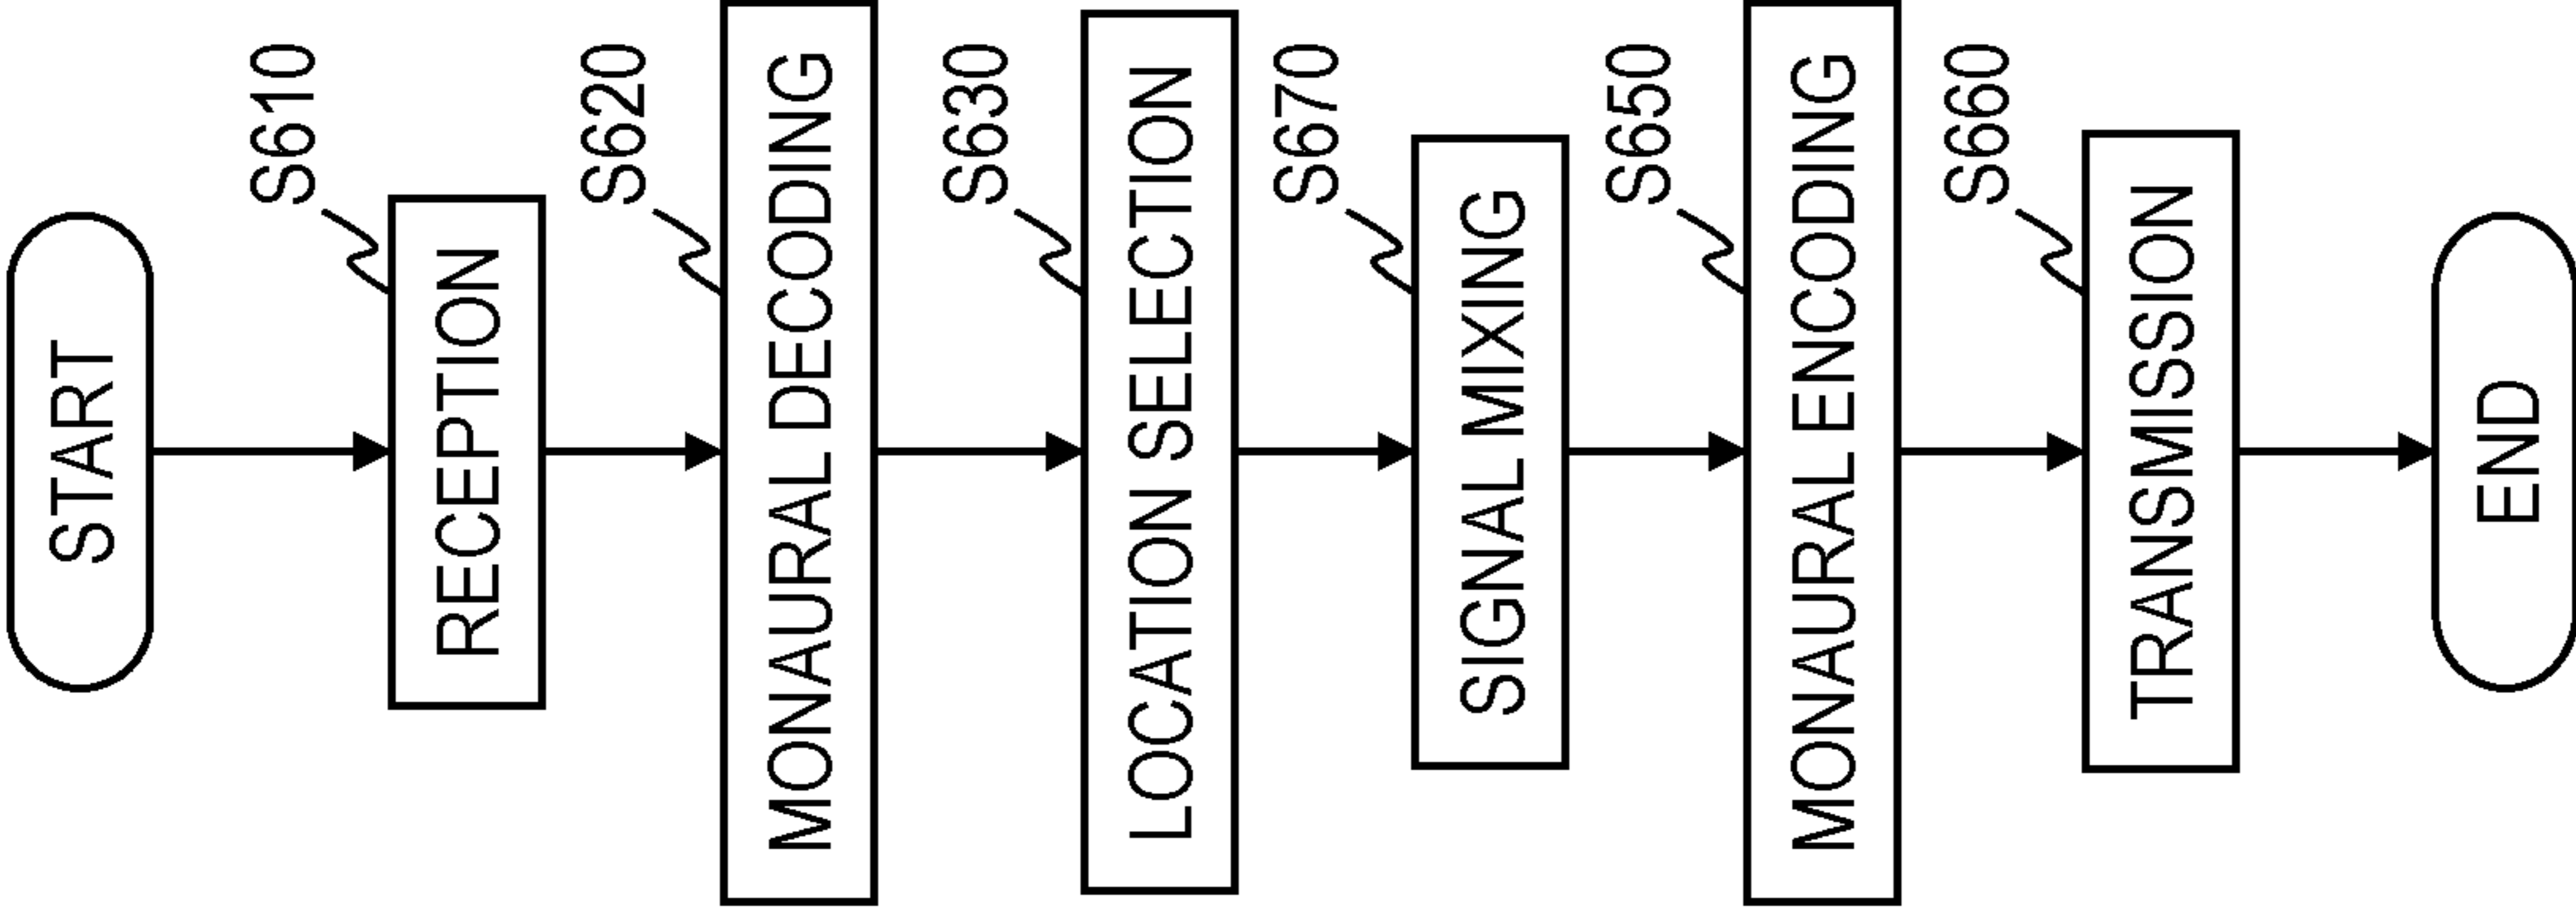 START
S610
RECEPTION
S620
MONAURAL DECODING
S630
LOCATION SELECTION
S670
SIGNAL MIXING
S650
MONAURAL ENCODING
S660
TRANSMISSION
END